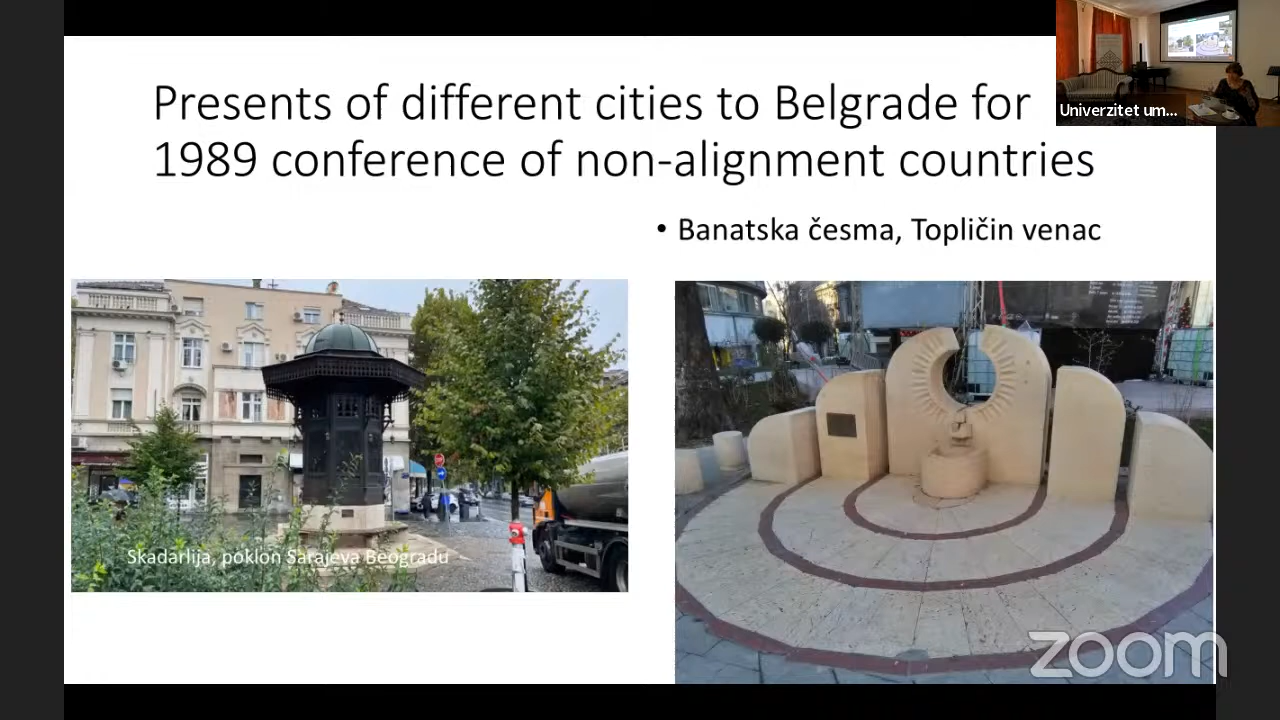 Presents of different cities to Belgrade for
1989 conference of non-alignment countries
Univerzitet um...
• Banatska česma, Topličin venac
Skadarlija, poklon Sarajeva Beogradu
zoom